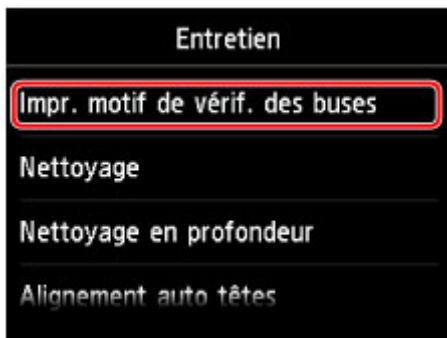 Entretien
Impr. motif de vérif. des buses
Nettoyage
Nettoyage en profondeur
Alignement auto têtes